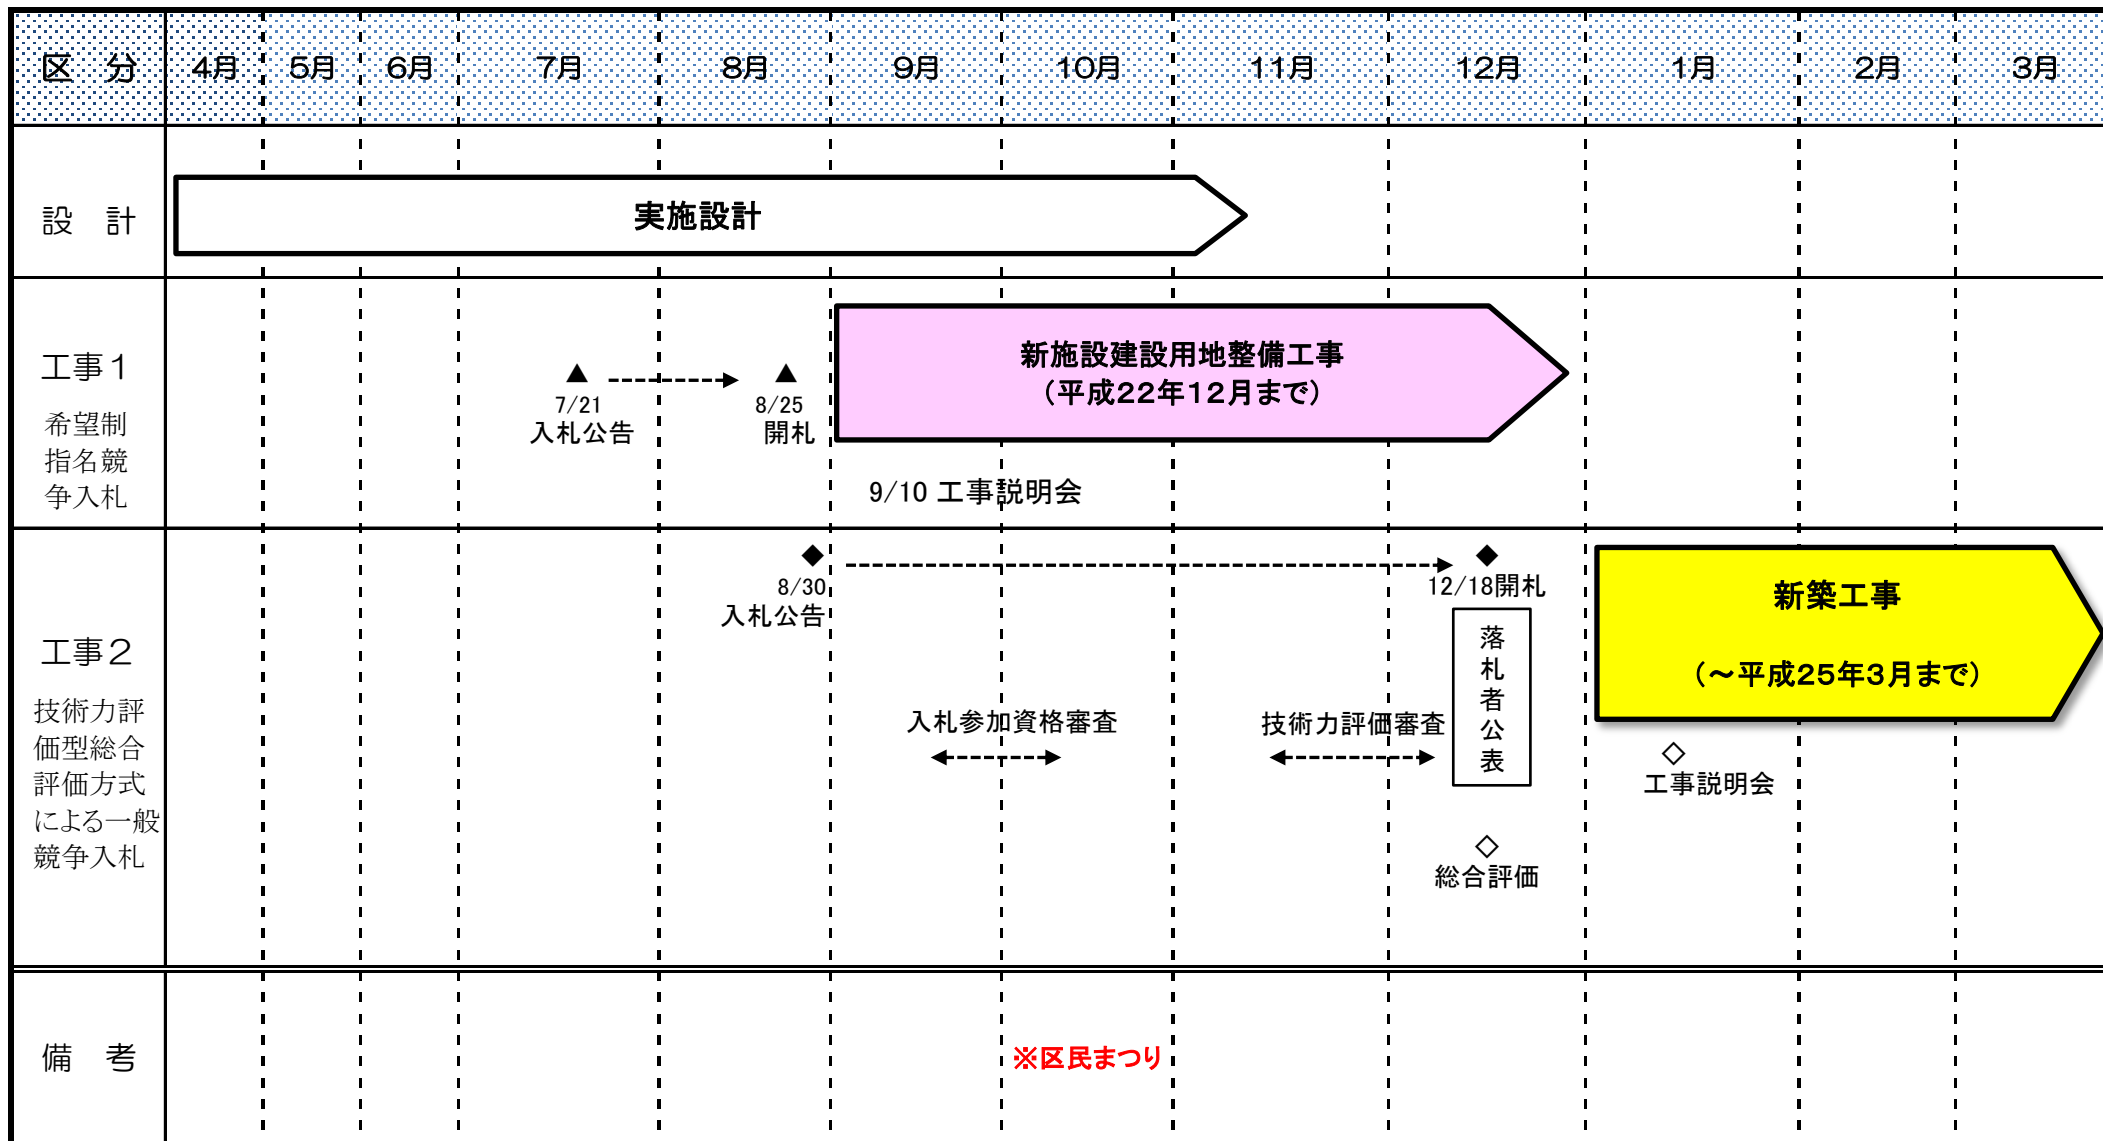 区　分 4月 5月 6月 7月 8月 9月 10月 11月 12月 1月 2月 3月
設　計
実施設計
工事１
希望制
指名競
争入札
▲ ▲
7/21
入札公告
8/25
開札
新施設建設用地整備工事
（平成22年12月まで）
9/10 工事説明会
工事２
技術力評
価型総合
評価方式
による一般
競争入札
◆ ◆
8/30
入札公告
12/18開札
落
札
者
公
表
入札参加資格審査
技術力評価審査
◇
総合評価
新築工事
（～平成25年3月まで）
◇
工事説明会
備　考
※区民まつり